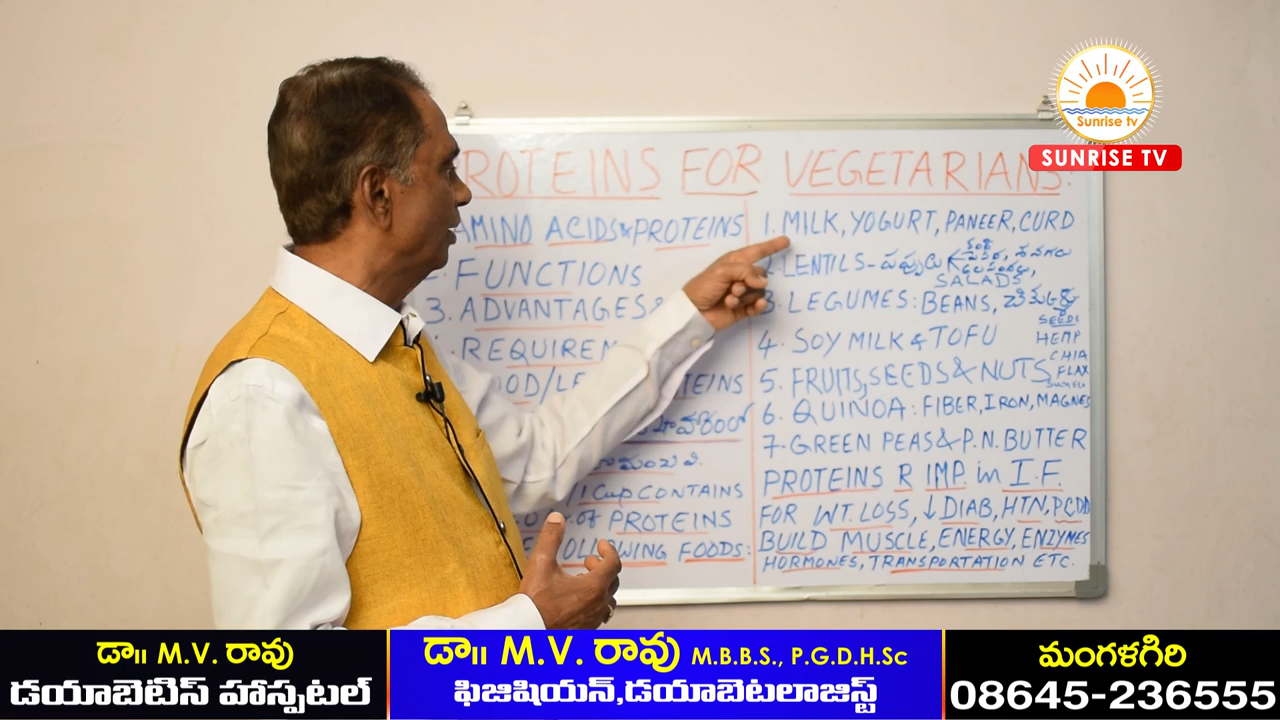 Sunrise tv
SUNRISE TV
ROTEINS FOR VEGETARIANS:
AMINO ACIDS & PROTEINS
FUNCTIONS
3. ADVANTAGES &
REQUIREM
PROTEINS
1 CUP CONTAINS
of PROTEINS
FOLLOWING FOODS:
1. MILK, YOGURT, PANEER, CURD
2. LENTILS - పప్పులు శనగలు
SALADS
3. LEGUMES: BEANS,
SEEDS
HEMP
CHIA
FLAX
4. SOY MILK & TOFU
5. FRUITS, SEEDS & NUTS
6. QUINOA: FIBER, IRON, MAGNES
7. GREEN PEAS & P.N. BUTTER
PROTEINS R IMP in I.F.
FOR WT. LOSS, ↓ DIAB, HTN, PCOD
BUILD MUSCLE, ENERGY, ENZYMES
HORMONES, TRANSPORTATION ETC.
డా॥ M.V. రావు
డయాబెటిస్ హాస్పటల్
డా॥ M.V. రావు M.B.B.S., P.G.D.H.Sc
ఫిజిషియన్,డయాబెటలాజిస్ట్
మంగళగిరి
08645-236555